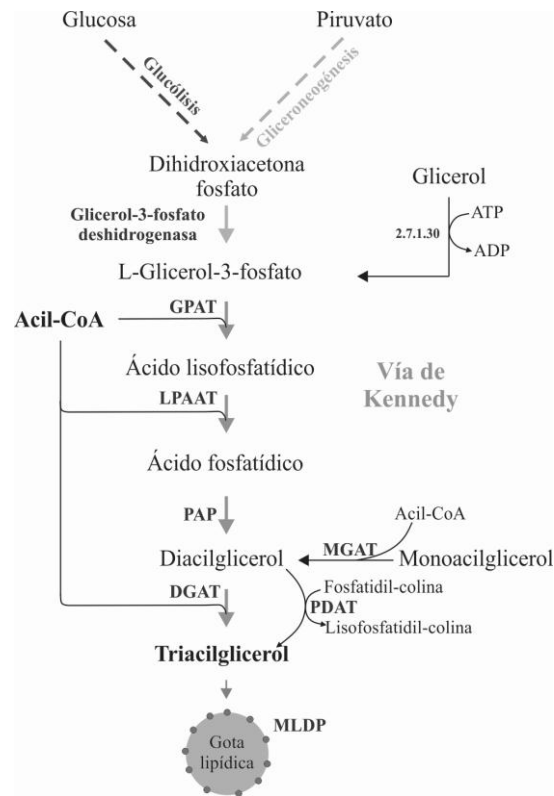 Glucosa
Piruvato
Glucólisis
Gliceroneogénesis
Dihidroxiacetona
fosfato
Glicerol
Glicerol-3-fosfato
deshidrogenasa
ATP
2.7.1.30
ADP
L-Glicerol-3-fosfato
GPAT
Acil-CoA
Ácido lisofosfatídico
Vía de
Kennedy
LPAAT
Ácido fosfatídico
PAP
Acil-CoA
MGAT
Diacilglicerol
Monoacilglicerol
DGAT
Fosfatidil-colina
PDAT
Lisofosfatidil-colina
Triacilglicerol
MLDP
Gota
lipídica